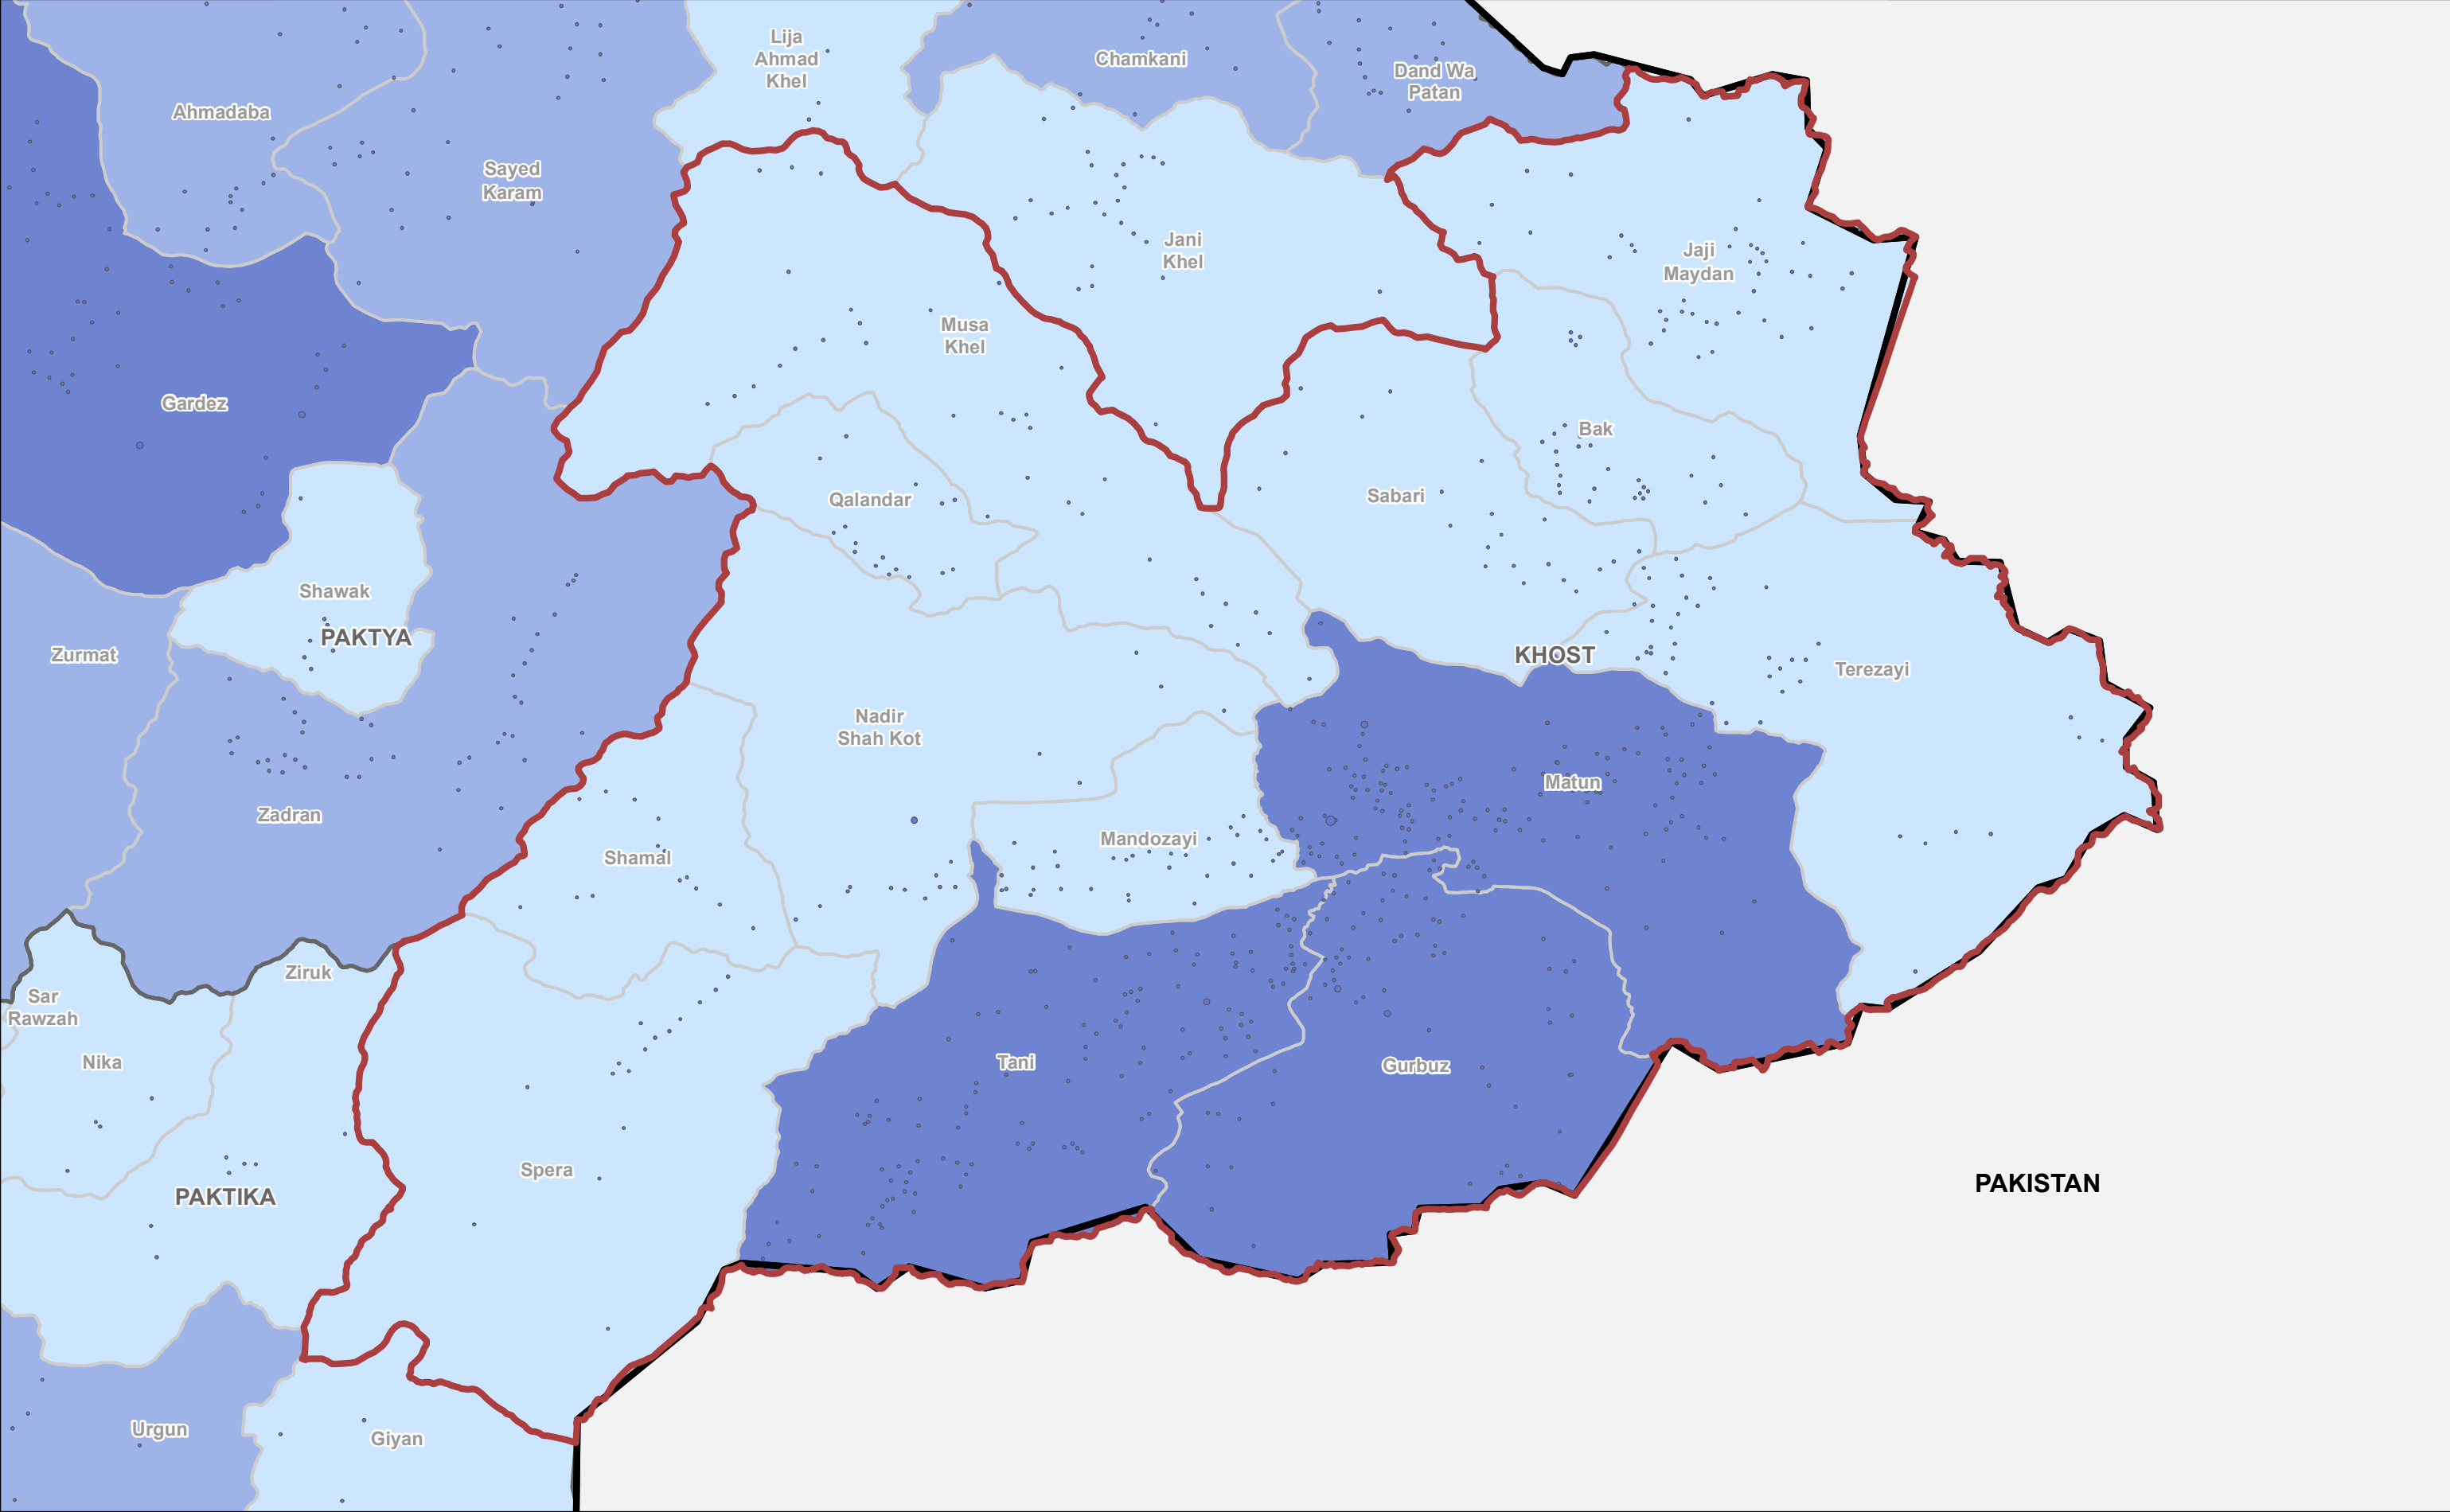 Lija
Ahmad
Khel
Chamkani
Dand Wa
Patan
Ahmadaba
Sayed
Karam
Jani
Khel
Jaji
Maydan
Musa
Khel
Gardez
Bak
Qalandar
Sabari
Shawak
PAKTYA
Zurmat
KHOST
Terezayi
Nadir
Shah Kot
Matun
Zadran
Mandozayi
Shamal
Ziruk
Sar
Rawzah
Nika
Tani
Gurbuz
Spera
PAKTIKA
PAKISTAN
Urgun
Giyan